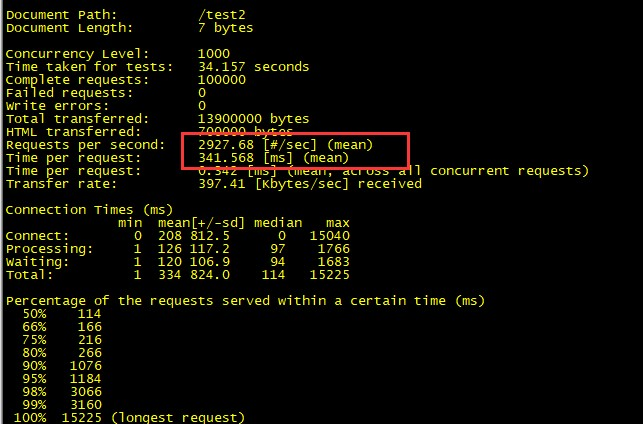 Document Path:          /test2
Document Length:        7 bytes

Concurrency Level:      1000
Time taken for tests:   34.157 seconds
Complete requests:      100000
Failed requests:        0
Write errors:           0
Total transferred:      13900000 bytes
HTML transferred:       700000 bytes
Requests per second:    2927.68 [#/sec] (mean)
Time per request:       341.568 [ms] (mean)
Time per request:       0.342 [ms] (mean, across all concurrent requests)
Transfer rate:          397.41 [Kbytes/sec] received

Connection Times (ms)
              min  mean[+/-sd] median   max
Connect:        0  208 812.5      0   15040
Processing:     1  126 117.2     97    1766
Waiting:        1  120 106.9     94    1683
Total:          1  334 824.0    114   15225

Percentage of the requests served within a certain time (ms)
  50%    114
  66%    166
  75%    216
  80%    266
  90%   1076
  95%   1184
  98%   3066
  99%   3160
 100%  15225 (longest request)